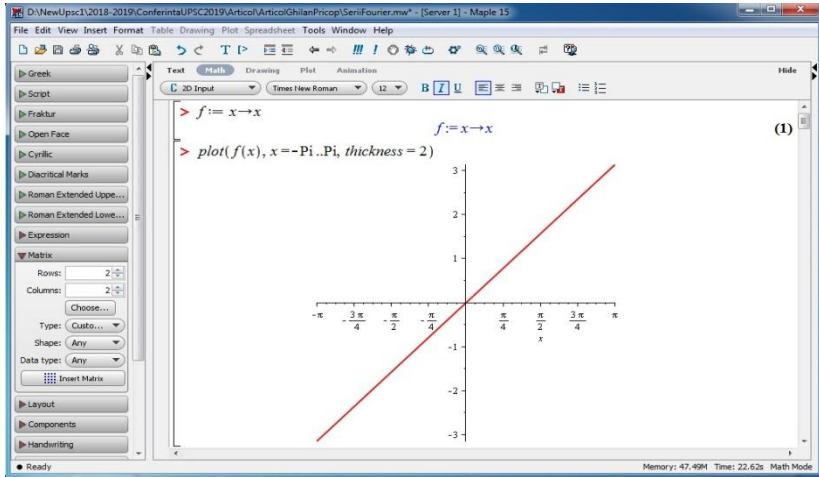 D:\NewUpsc1\2018-2019\ConferintaUPSC2019\Articol\ArticolGhilanPricop\SeriiFourier.mw* - [Server 1] - Maple 15
File Edit View Insert Format Table Drawing Plot Spreadsheet Tools Window Help
Text Math Drawing Plot Animation Hide
C 2D Input Times New Roman 12 B I U
Greek
Script
Fraktur
Open Face
Cyrillic
Diacritical Marks
Roman Extended Uppe...
Roman Extended Lowe...
Expression
Matrix
Rows: 2
Columns: 2
Choose...
Type: Custo...
Shape: Any
Data type: Any
Insert Matrix
Layout
Components
Handwriting
> f := x→x
f := x→x (1)
> plot(f(x), x=-Pi ..Pi, thickness = 2)
3
2
1
-π -3π/4 -π/2 -π/4 π/4 π/2 3π/4 π
x
-1
-2
-3
Ready Memory: 47.49M Time: 22.62s Math Mode